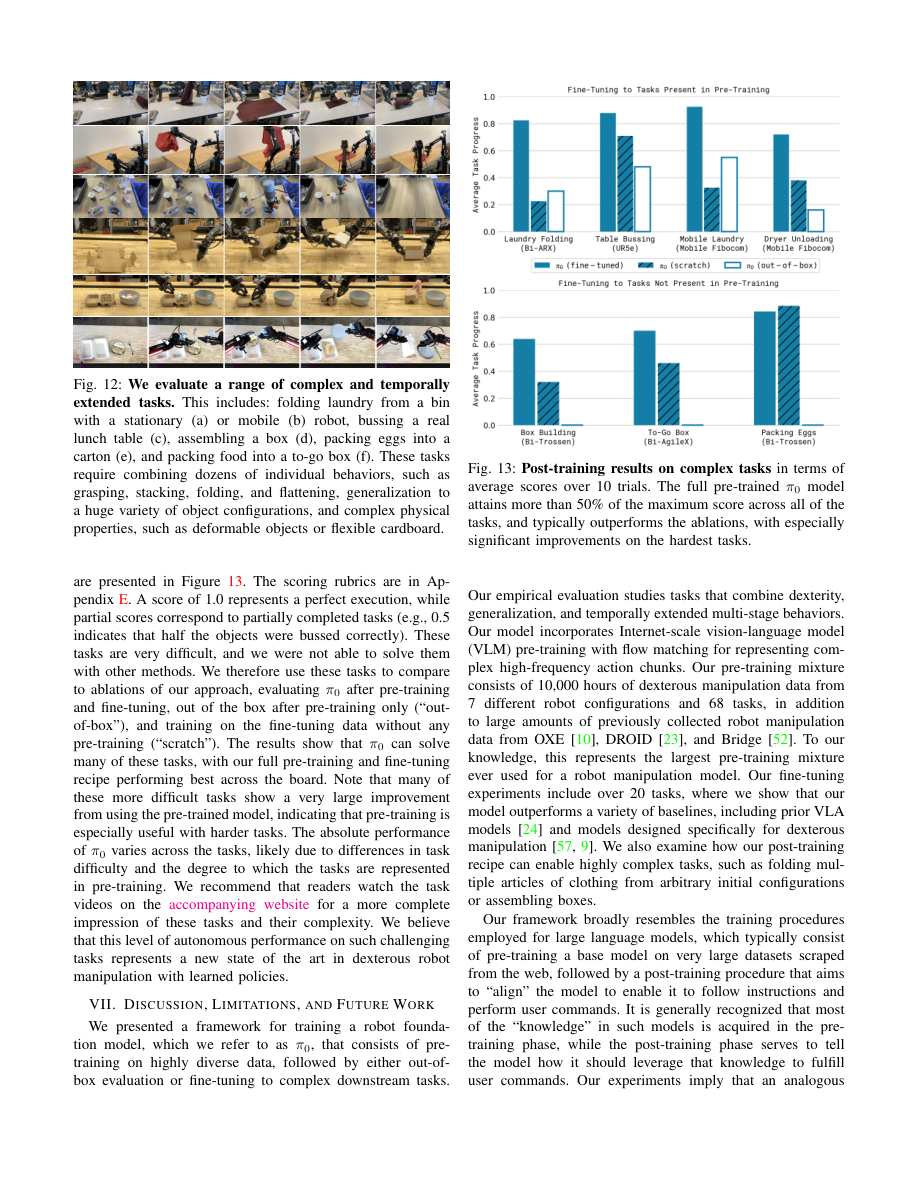 Fig. 12: We evaluate a range of complex and temporally
extended tasks. This includes: folding laundry from a bin
with a stationary (a) or mobile (b) robot, bussing a real
lunch table (c), assembling a box (d), packing eggs into a
carton (e), and packing food into a to-go box (f). These tasks
require combining dozens of individual behaviors, such as
grasping, stacking, folding, and flattening, generalization to
a huge variety of object configurations, and complex physical
properties, such as deformable objects or flexible cardboard.
are presented in Figure 13. The scoring rubrics are in Ap-
pendix E. A score of 1.0 represents a perfect execution, while
partial scores correspond to partially completed tasks (e.g., 0.5
indicates that half the objects were bussed correctly). These
tasks are very difficult, and we were not able to solve them
with other methods. We therefore use these tasks to compare
to ablations of our approach, evaluating π0 after pre-training
and fine-tuning, out of the box after pre-training only (“out-
of-box”), and training on the fine-tuning data without any
pre-training (“scratch”). The results show that π0 can solve
many of these tasks, with our full pre-training and fine-tuning
recipe performing best across the board. Note that many of
these more difficult tasks show a very large improvement
from using the pre-trained model, indicating that pre-training is
especially useful with harder tasks. The absolute performance
of π0 varies across the tasks, likely due to differences in task
difficulty and the degree to which the tasks are represented
in pre-training. We recommend that readers watch the task
videos on the accompanying website for a more complete
impression of these tasks and their complexity. We believe
that this level of autonomous performance on such challenging
tasks represents a new state of the art in dexterous robot
manipulation with learned policies.
VII. DISCUSSION, LIMITATIONS, AND FUTURE WORK
We presented a framework for training a robot founda-
tion model, which we refer to as π0, that consists of pre-
training on highly diverse data, followed by either out-of-
box evaluation or fine-tuning to complex downstream tasks.
Fine-Tuning to Tasks Present in Pre-Training
Average Task Progress
1.0
0.8
0.6
0.4
0.2
0.0
Laundry Folding Table Bussing Mobile Laundry Dryer Unloading
(Bi-ARX) (UR5e) (Mobile Fibocom) (Mobile Fibocom)
π0 (fine-tuned) π0 (scratch) π0 (out-of-box)
Fine-Tuning to Tasks Not Present in Pre-Training
Average Task Progress
1.0
0.8
0.6
0.4
0.2
0.0
Box Building To-Go Box Packing Eggs
(Bi-Trossen) (Bi-AgileX) (Bi-Trossen)
Fig. 13: Post-training results on complex tasks in terms of
average scores over 10 trials. The full pre-trained π0 model
attains more than 50% of the maximum score across all of the
tasks, and typically outperforms the ablations, with especially
significant improvements on the hardest tasks.
Our empirical evaluation studies tasks that combine dexterity,
generalization, and temporally extended multi-stage behaviors.
Our model incorporates Internet-scale vision-language model
(VLM) pre-training with flow matching for representing com-
plex high-frequency action chunks. Our pre-training mixture
consists of 10,000 hours of dexterous manipulation data from
7 different robot configurations and 68 tasks, in addition
to large amounts of previously collected robot manipulation
data from OXE [10], DROID [23], and Bridge [52]. To our
knowledge, this represents the largest pre-training mixture
ever used for a robot manipulation model. Our fine-tuning
experiments include over 20 tasks, where we show that our
model outperforms a variety of baselines, including prior VLA
models [24] and models designed specifically for dexterous
manipulation [57, 9]. We also examine how our post-training
recipe can enable highly complex tasks, such as folding mul-
tiple articles of clothing from arbitrary initial configurations
or assembling boxes.
Our framework broadly resembles the training procedures
employed for large language models, which typically consist
of pre-training a base model on very large datasets scraped
from the web, followed by a post-training procedure that aims
to “align” the model to enable it to follow instructions and
perform user commands. It is generally recognized that most
of the “knowledge” in such models is acquired in the pre-
training phase, while the post-training phase serves to tell
the model how it should leverage that knowledge to fulfill
user commands. Our experiments imply that an analogous